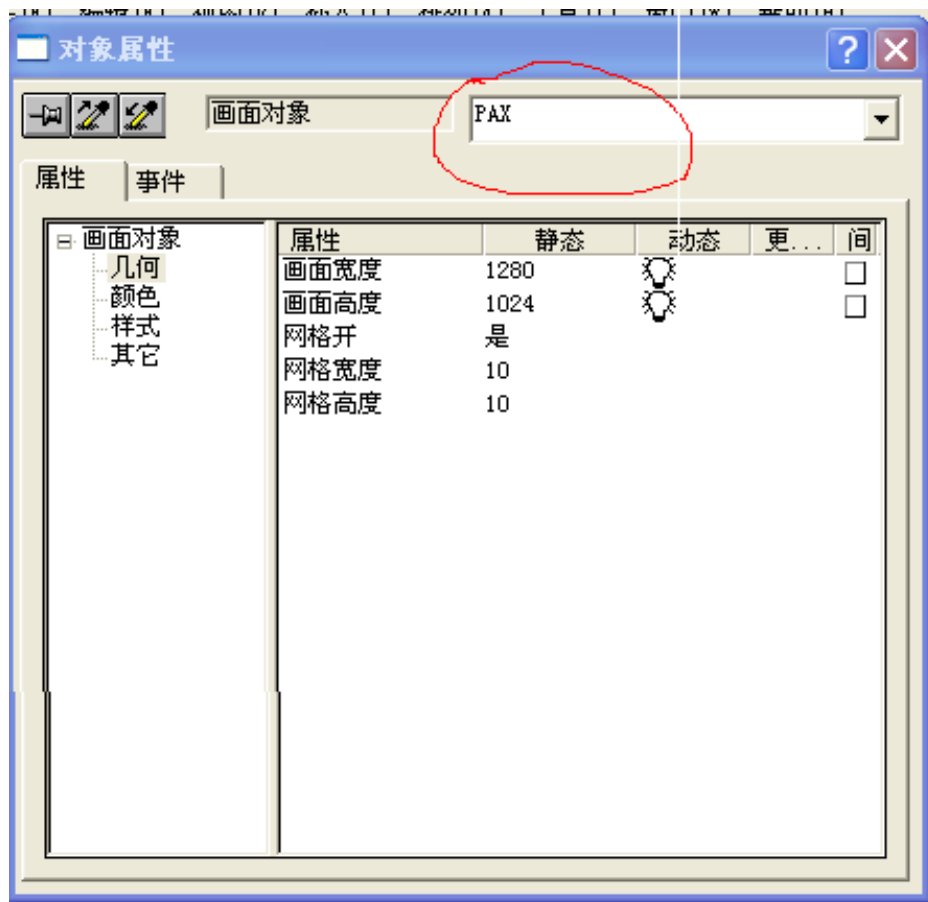 对象属性
画面对象 PAX
属性 事件
画面对象
几何
颜色
样式
其它
属性 静态 动态 更... 间
画面宽度 1280
画面高度 1024
网格开 是
网格宽度 10
网格高度 10